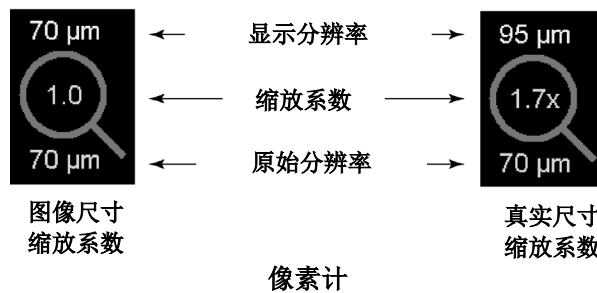 70 µm 显示分辨率 95 µm
1.0 缩放系数 1.7x
70 µm 原始分辨率 70 µm
图像尺寸 真实尺寸
缩放系数 缩放系数
像素计